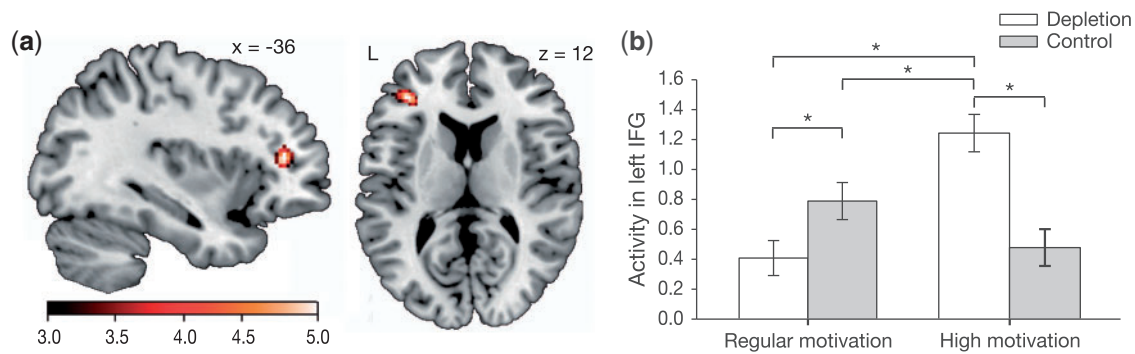 (a)
x = -36
L
z = 12
3.0 3.5 4.0 4.5 5.0
(b)
Depletion
Control
Activity in left IFG
1.6
1.4
1.2
1.0
0.8
0.6
0.4
0.2
0.0
*
*
*
*
Regular motivation High motivation